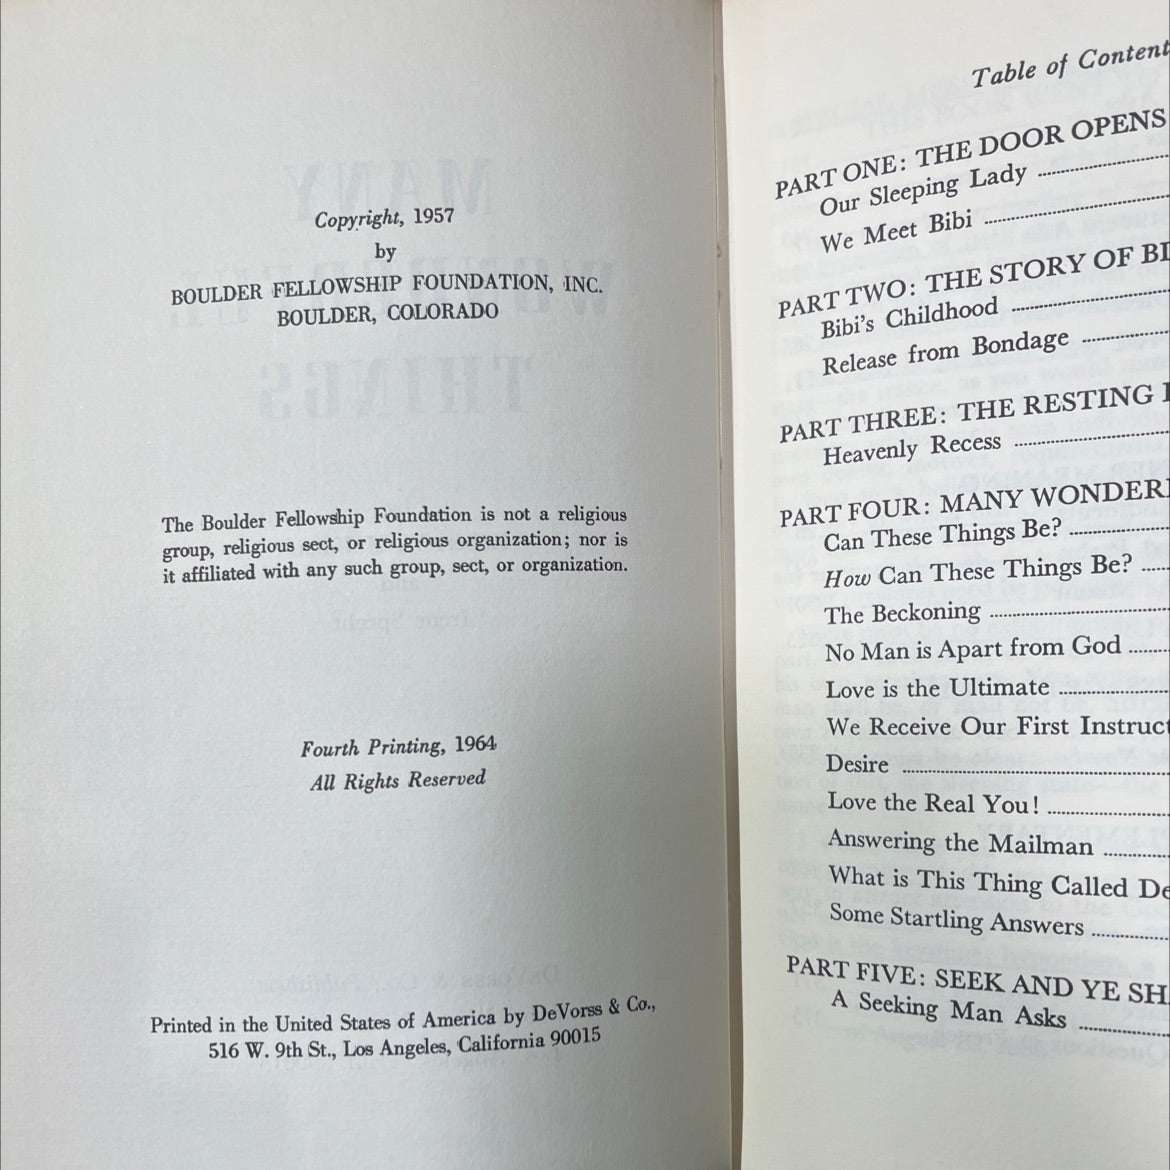 Copyright, 1957
by
BOULDER FELLOWSHIP FOUNDATION, INC.
BOULDER, COLORADO
The Boulder Fellowship Foundation is not a religious
group, religious sect, or religious organization; nor is
it affiliated with any such group, sect, or organization.
Fourth Printing, 1964
All Rights Reserved
Printed in the United States of America by DeVorss & Co.,
516 W. 9th St., Los Angeles, California 90015
Table of Content
PART ONE: THE DOOR OPENS
Our Sleeping Lady
We Meet Bibi
PART TWO: THE STORY OF BI
Bibi's Childhood
Release from Bondage
PART THREE: THE RESTING
Heavenly Recess
PART FOUR: MANY WONDER
Can These Things Be?
How Can These Things Be?
The Beckoning
No Man is Apart from God
Love is the Ultimate
We Receive Our First Instruct
Desire
Love the Real You!
Answering the Mailman
What is This Thing Called De
Some Startling Answers
PART FIVE: SEEK AND YE SH
A Seeking Man Asks